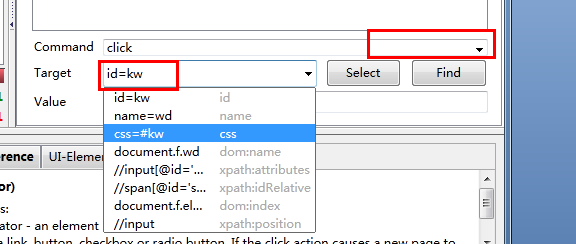 Command click
Target id=kw Select Find
Value
id=kw id
name=wd name
css=#kw css
document.f.wd dom:name
//input[@id='... xpath:attributes
//span[@id='s... xpath:idRelative
document.f.el... dom:index
//input xpath:position
erence UI-Elemen
or)
s:
ator - an element
a link, button, checkbox or radio button. If the click action causes a new page to